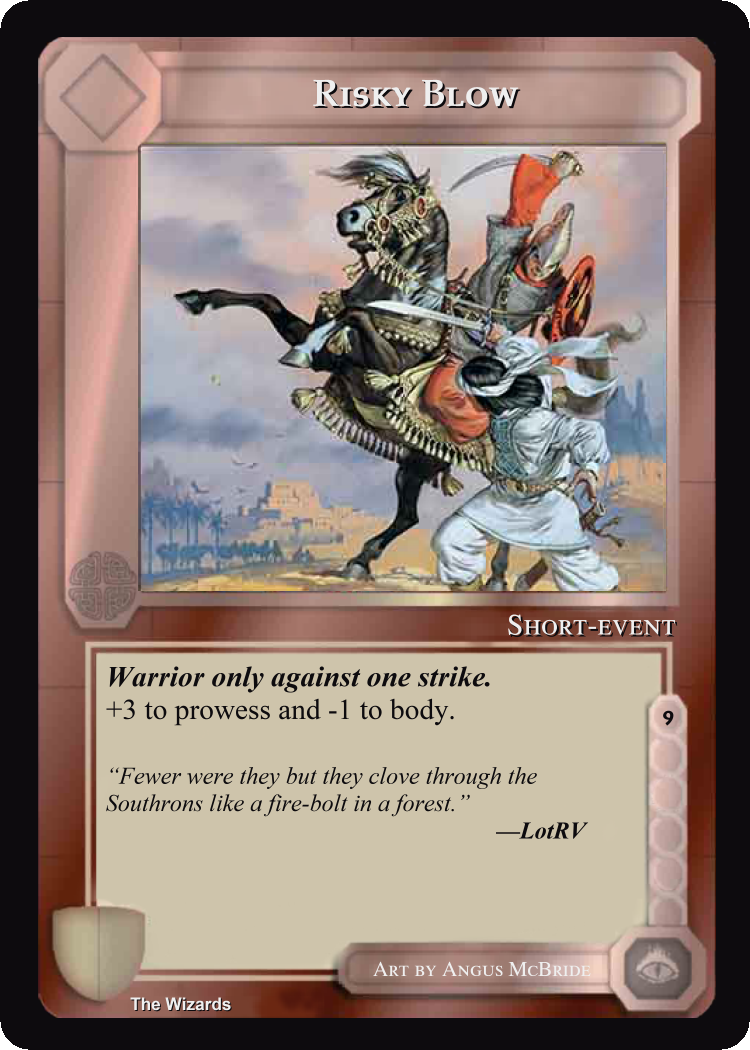 Risky Blow
Short-event
Warrior only against one strike.
+3 to prowess and -1 to body.
9
“Fewer were they but they clove through the
Southrons like a fire-bolt in a forest.”
—LotRV
Art by Angus McBride
The Wizards